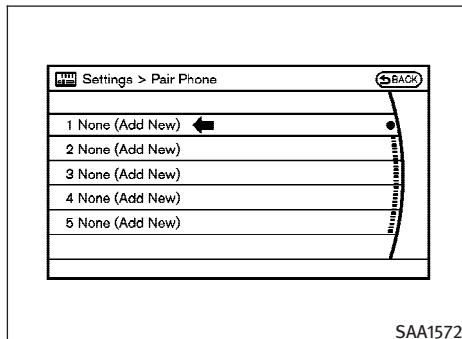 Settings > Pair Phone
BACK
1 None (Add New)
2 None (Add New)
3 None (Add New)
4 None (Add New)
5 None (Add New)
SAA1572